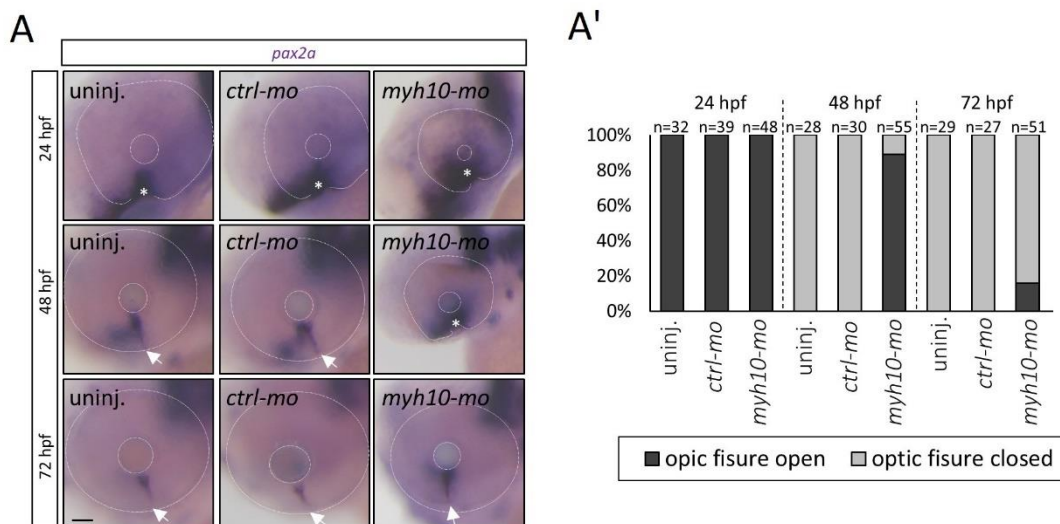 A
pax2a
24 hpf
uninj.
ctrl-mo
myh10-mo
*
*
*
48 hpf
uninj.
ctrl-mo
myh10-mo
*
72 hpf
uninj.
ctrl-mo
myh10-mo
A'
24 hpf 48 hpf 72 hpf
n=32 n=39 n=48 n=28 n=30 n=55 n=29 n=27 n=51
100%
80%
60%
40%
20%
0%
uninj.
ctrl-mo
myh10-mo
uninj.
ctrl-mo
myh10-mo
uninj.
ctrl-mo
myh10-mo
opic fisure open optic fisure closed